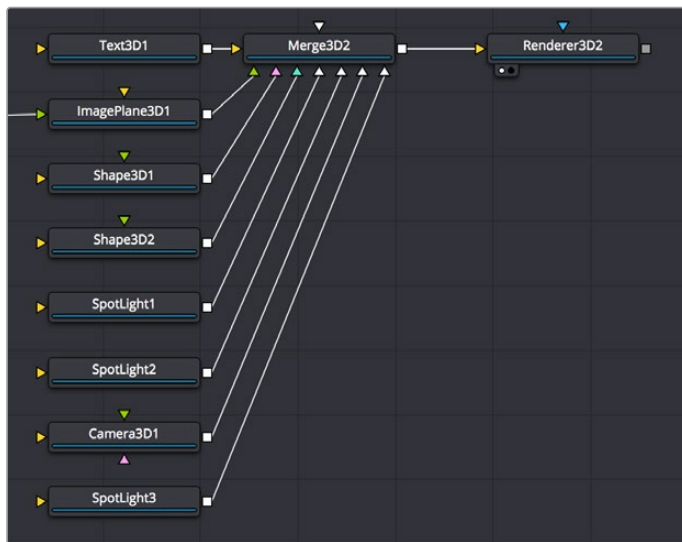 Text3D1
Merge3D2
Renderer3D2
ImagePlane3D1
Shape3D1
Shape3D2
SpotLight1
SpotLight2
Camera3D1
SpotLight3